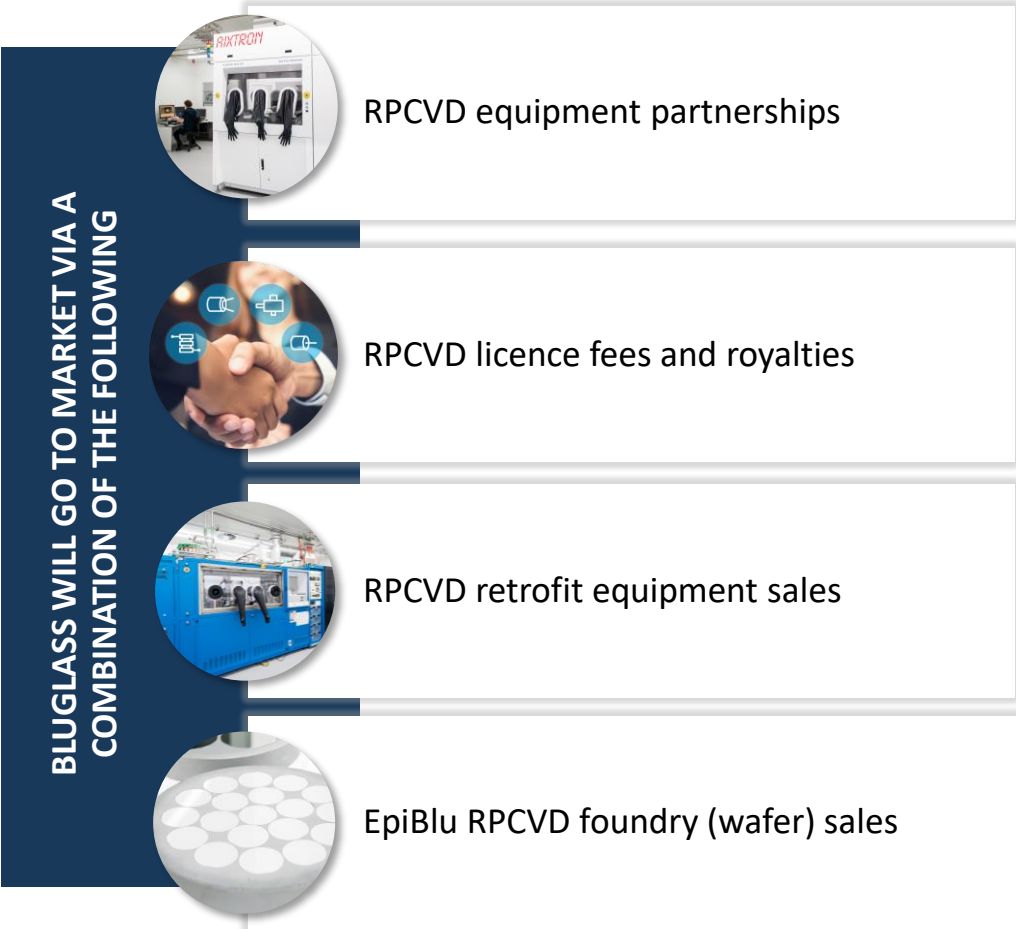 BLUGLASS WILL GO TO MARKET VIA A
COMBINATION OF THE FOLLOWING
AIXTRON
RPCVD equipment partnerships
RPCVD licence fees and royalties
RPCVD retrofit equipment sales
EpiBlu RPCVD foundry (wafer) sales